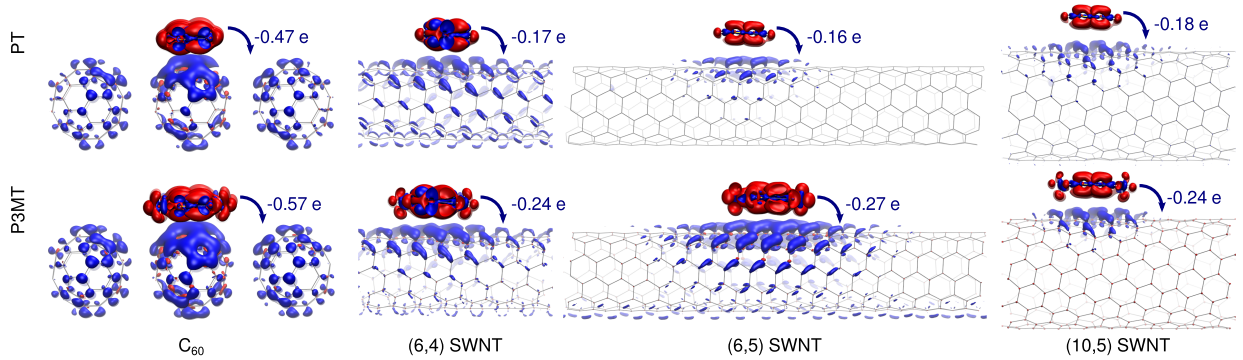 PT
-0.47 e
-0.17 e
-0.16 e
-0.18 e
P3MT
-0.57 e
-0.24 e
-0.27 e
-0.24 e
C₆₀
(6,4) SWNT
(6,5) SWNT
(10,5) SWNT